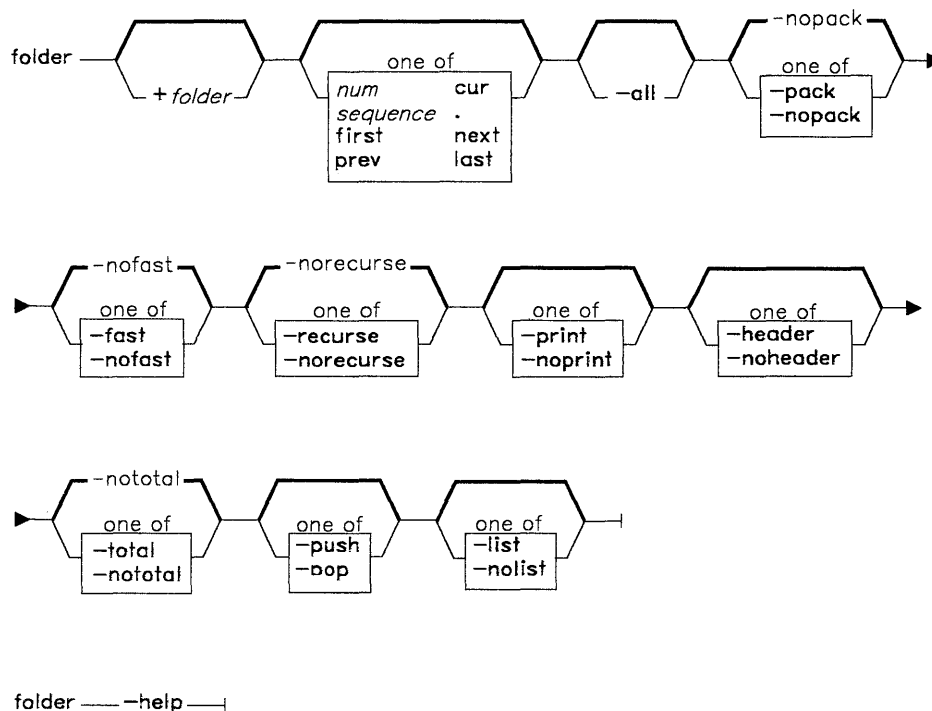 -nopack
folder
one of
one of
+folder
num cur
-all
-pack
sequence .
-nopack
first next
prev last
-nofast -norecurse
one of one of one of one of
-fast -recurse -print -header
-nofast -norecurse -noprint -noheader
-nototal
one of one of one of
-total -push -list
-nototal -pop -nolist
folder -help